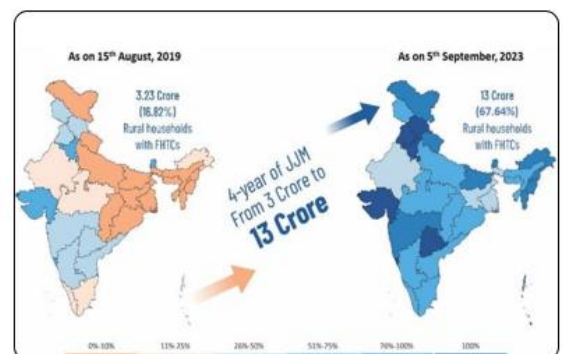 As on 15th August, 2019
3.23 Crore
(16.82%)
Rural households
with FHTCs
4-year of JJM
From 3 Crore to
13 Crore
As on 5th September, 2023
13 Crore
(67.64%)
Rural households
with FHTCs
0%-10% 11%-25% 26%-50% 51%-75% 76%-100% 100%